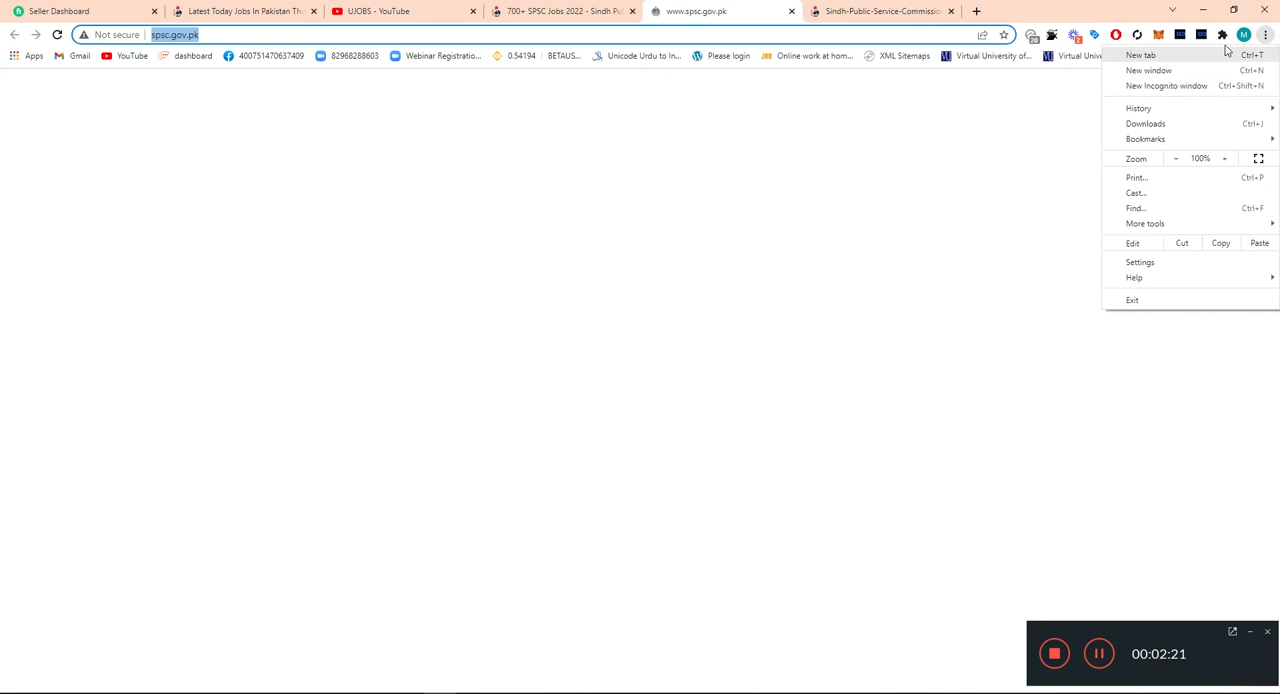 Seller Dashboard
Latest Today Jobs In Pakistan Th
UJOBS - YouTube
700+ SPSC Jobs 2022 - Sindh Pu
www.spsc.gov.pk
Sindh-Public-Service-Commissio
Not secure
spsc.gov.pk
Apps
Gmail
YouTube
dashboard
400751470637409
82968288603
Webinar Registratio...
0.54194 | BETAUS...
Unicode Urdu to In...
Please login
Online work at hom...
XML Sitemaps
Virtual University of...
Virtual Unive
New tab Ctrl+T
New window Ctrl+N
New Incognito window Ctrl+Shift+N
History
Downloads Ctrl+J
Bookmarks
Zoom - 100% +
Print... Ctrl+P
Cast...
Find... Ctrl+F
More tools
Edit Cut Copy Paste
Settings
Help
Exit
00:02:21